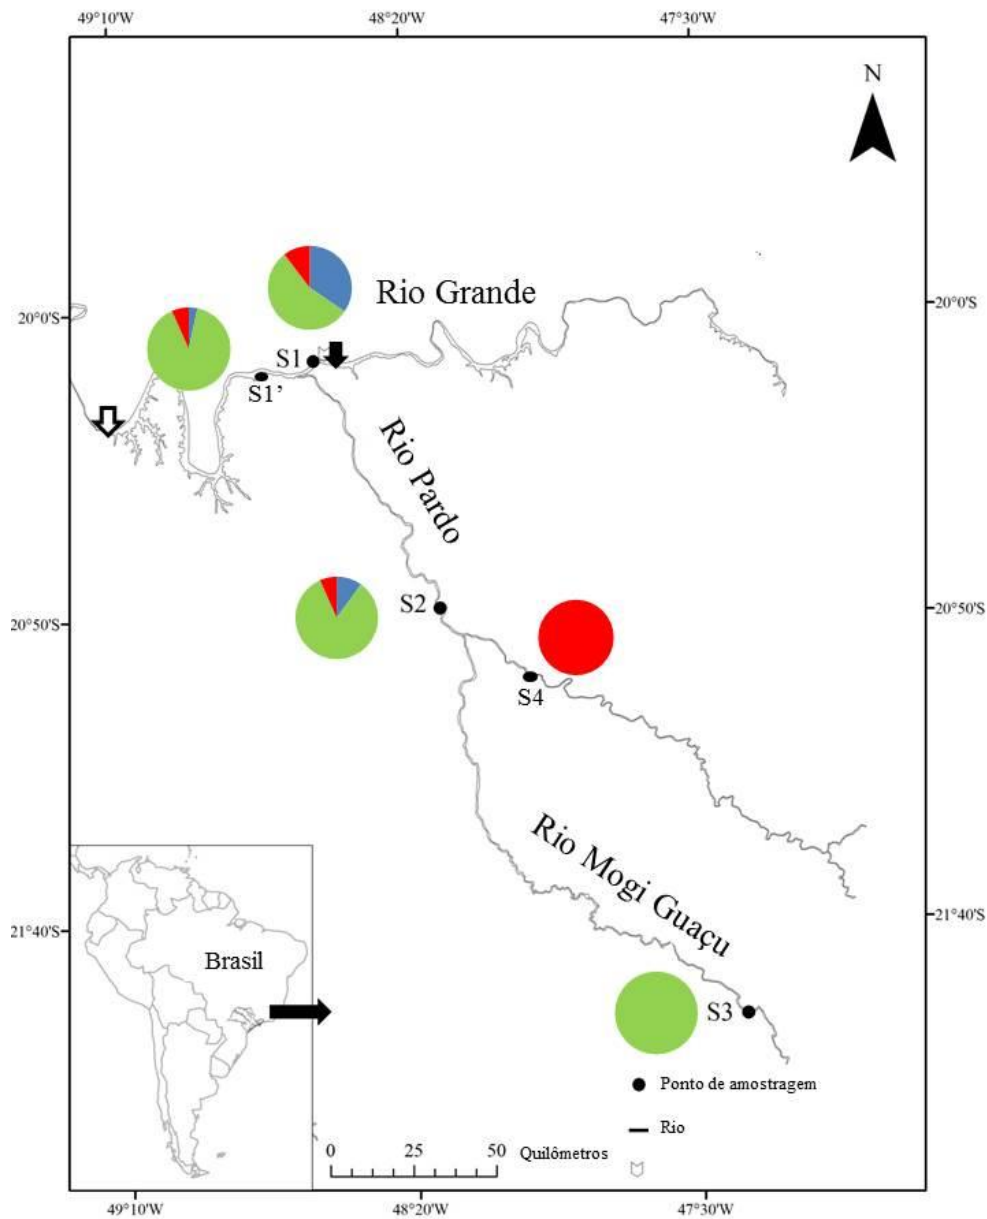 49°10'W 48°20'W 47°30'W
N
Rio Grande
20°0'S
20°0'S
S1
S1’
Rio Pardo
S2
20°50'S
20°50'S
S4
Rio Mogi Guaçu
21°40'S
21°40'S
Brasil
S3
Ponto de amostragem
Rio
0 25 50 Quilômetros
49°10'W 48°20'W 47°30'W